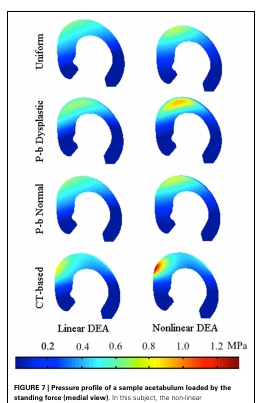 Uniform
P-b Dysplastic
P-b Normal
CT-based
Linear DEA
Nonlinear DEA
0.2 0.4 0.6 0.8 1.0 1.2 MPa
FIGURE 7 | Pressure profile of a sample acetabulum loaded by the
standing force (medial view). In this subject, the non-linear